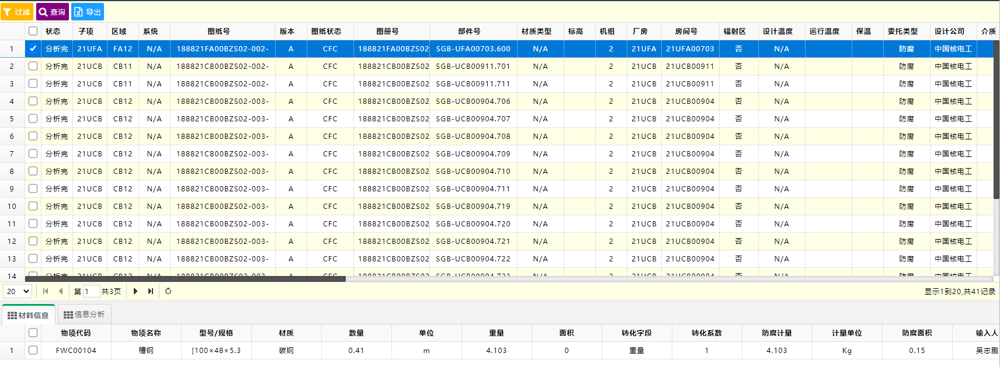 过滤 查询 导出
状态 子项 区域 系统 图纸号 版本 图纸状态 图册号 部件号 材质类型 标高 机组 厂房 房间号 辐射区 设计温度 运行温度 保温 委托类型 设计公司 介质
1 分析完 21UFA FA12 N/A 188821FA00BZS02-002- A CFC 188821FA00BZS02 SGB-UFA00703.600 N/A 2 21UFA 21UFA00703 否 N/A 防腐 中国核电工
2 分析完 21UCB CB11 N/A 188821CB00BZS02-002- A CFC 188821CB00BZS02 SGB-UCB00911.701 N/A 2 21UCB 21UCB00911 否 N/A 防腐 中国核电工
3 分析完 21UCB CB11 N/A 188821CB00BZS02-002- A CFC 188821CB00BZS02 SGB-UCB00911.711 N/A 2 21UCB 21UCB00911 否 N/A 防腐 中国核电工
4 分析完 21UCB CB12 N/A 188821CB00BZS02-003- A CFC 188821CB00BZS02 SGB-UCB00904.706 N/A 2 21UCB 21UCB00904 否 N/A 防腐 中国核电工
5 分析完 21UCB CB12 N/A 188821CB00BZS02-003- A CFC 188821CB00BZS02 SGB-UCB00904.707 N/A 2 21UCB 21UCB00904 否 N/A 防腐 中国核电工
6 分析完 21UCB CB12 N/A 188821CB00BZS02-003- A CFC 188821CB00BZS02 SGB-UCB00904.708 N/A 2 21UCB 21UCB00904 否 N/A 防腐 中国核电工
7 分析完 21UCB CB12 N/A 188821CB00BZS02-003- A CFC 188821CB00BZS02 SGB-UCB00904.709 N/A 2 21UCB 21UCB00904 否 N/A 防腐 中国核电工
8 分析完 21UCB CB12 N/A 188821CB00BZS02-003- A CFC 188821CB00BZS02 SGB-UCB00904.710 N/A 2 21UCB 21UCB00904 否 N/A 防腐 中国核电工
9 分析完 21UCB CB12 N/A 188821CB00BZS02-003- A CFC 188821CB00BZS02 SGB-UCB00904.711 N/A 2 21UCB 21UCB00904 否 N/A 防腐 中国核电工
10 分析完 21UCB CB12 N/A 188821CB00BZS02-003- A CFC 188821CB00BZS02 SGB-UCB00904.719 N/A 2 21UCB 21UCB00904 否 N/A 防腐 中国核电工
11 分析完 21UCB CB12 N/A 188821CB00BZS02-003- A CFC 188821CB00BZS02 SGB-UCB00904.720 N/A 2 21UCB 21UCB00904 否 N/A 防腐 中国核电工
12 分析完 21UCB CB12 N/A 188821CB00BZS02-003- A CFC 188821CB00BZS02 SGB-UCB00904.721 N/A 2 21UCB 21UCB00904 否 N/A 防腐 中国核电工
13 分析完 21UCB CB12 N/A 188821CB00BZS02-003- A CFC 188821CB00BZS02 SGB-UCB00904.722 N/A 2 21UCB 21UCB00904 否 N/A 防腐 中国核电工
14
20 第 1 共3页 显示1到20,共41记录
材料信息 信息分析
物项代码 物项名称 型号/规格 材质 数量 单位 重量 面积 转化字段 转化系数 防腐计量 计量单位 防腐面积 输入人
1 FWC00104 槽钢 [100×48×5.3 碳钢 0.41 m 4.103 0 重量 1 4.103 Kg 0.15 吴志鹏